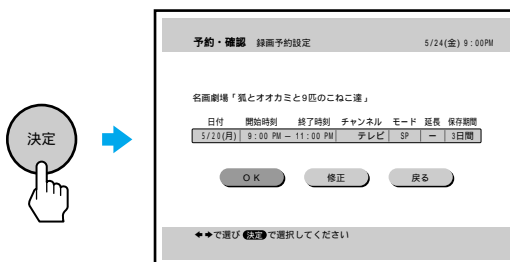 予約・確認 録画予約設定 5/24(金) 9:00PM
名画劇場「狐とオオカミと9匹のこねこ達」
日付 開始時刻 終了時刻 チャンネル モード 延長 保存期間
5/20(月) 9:00 PM – 11:00 PM テレビ SP ー 3日間
決定
OK 修正 戻る
で選び 決定 で選択してください